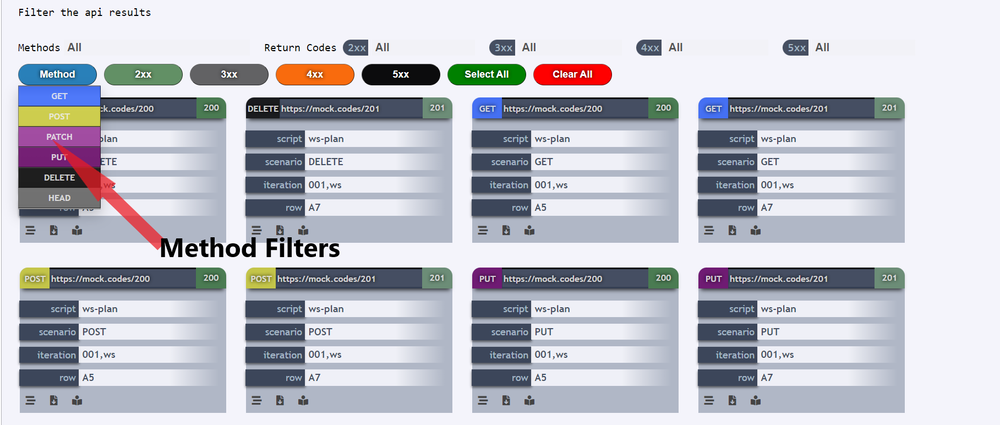 Filter the api results
Methods All Return Codes 2xx All 3xx All 4xx All 5xx All
Method 2xx 3xx 4xx 5xx Select All Clear All
GET
POST
PATCH
PUT
DELETE
HEAD
ck.codes/200 200
-plan
ETE
,ws
row A5
DELETE https://mock.codes/201 201
script ws-plan
scenario DELETE
iteration 001,ws
row A7
GET https://mock.codes/200 200
script ws-plan
scenario GET
iteration 001,ws
row A5
GET https://mock.codes/201 201
script ws-plan
scenario GET
iteration 001,ws
row A7
Method Filters
POST https://mock.codes/200 200
script ws-plan
scenario POST
iteration 001,ws
row A5
POST https://mock.codes/201 201
script ws-plan
scenario POST
iteration 001,ws
row A7
PUT https://mock.codes/200 200
script ws-plan
scenario PUT
iteration 001,ws
row A5
PUT https://mock.codes/201 201
script ws-plan
scenario PUT
iteration 001,ws
row A7